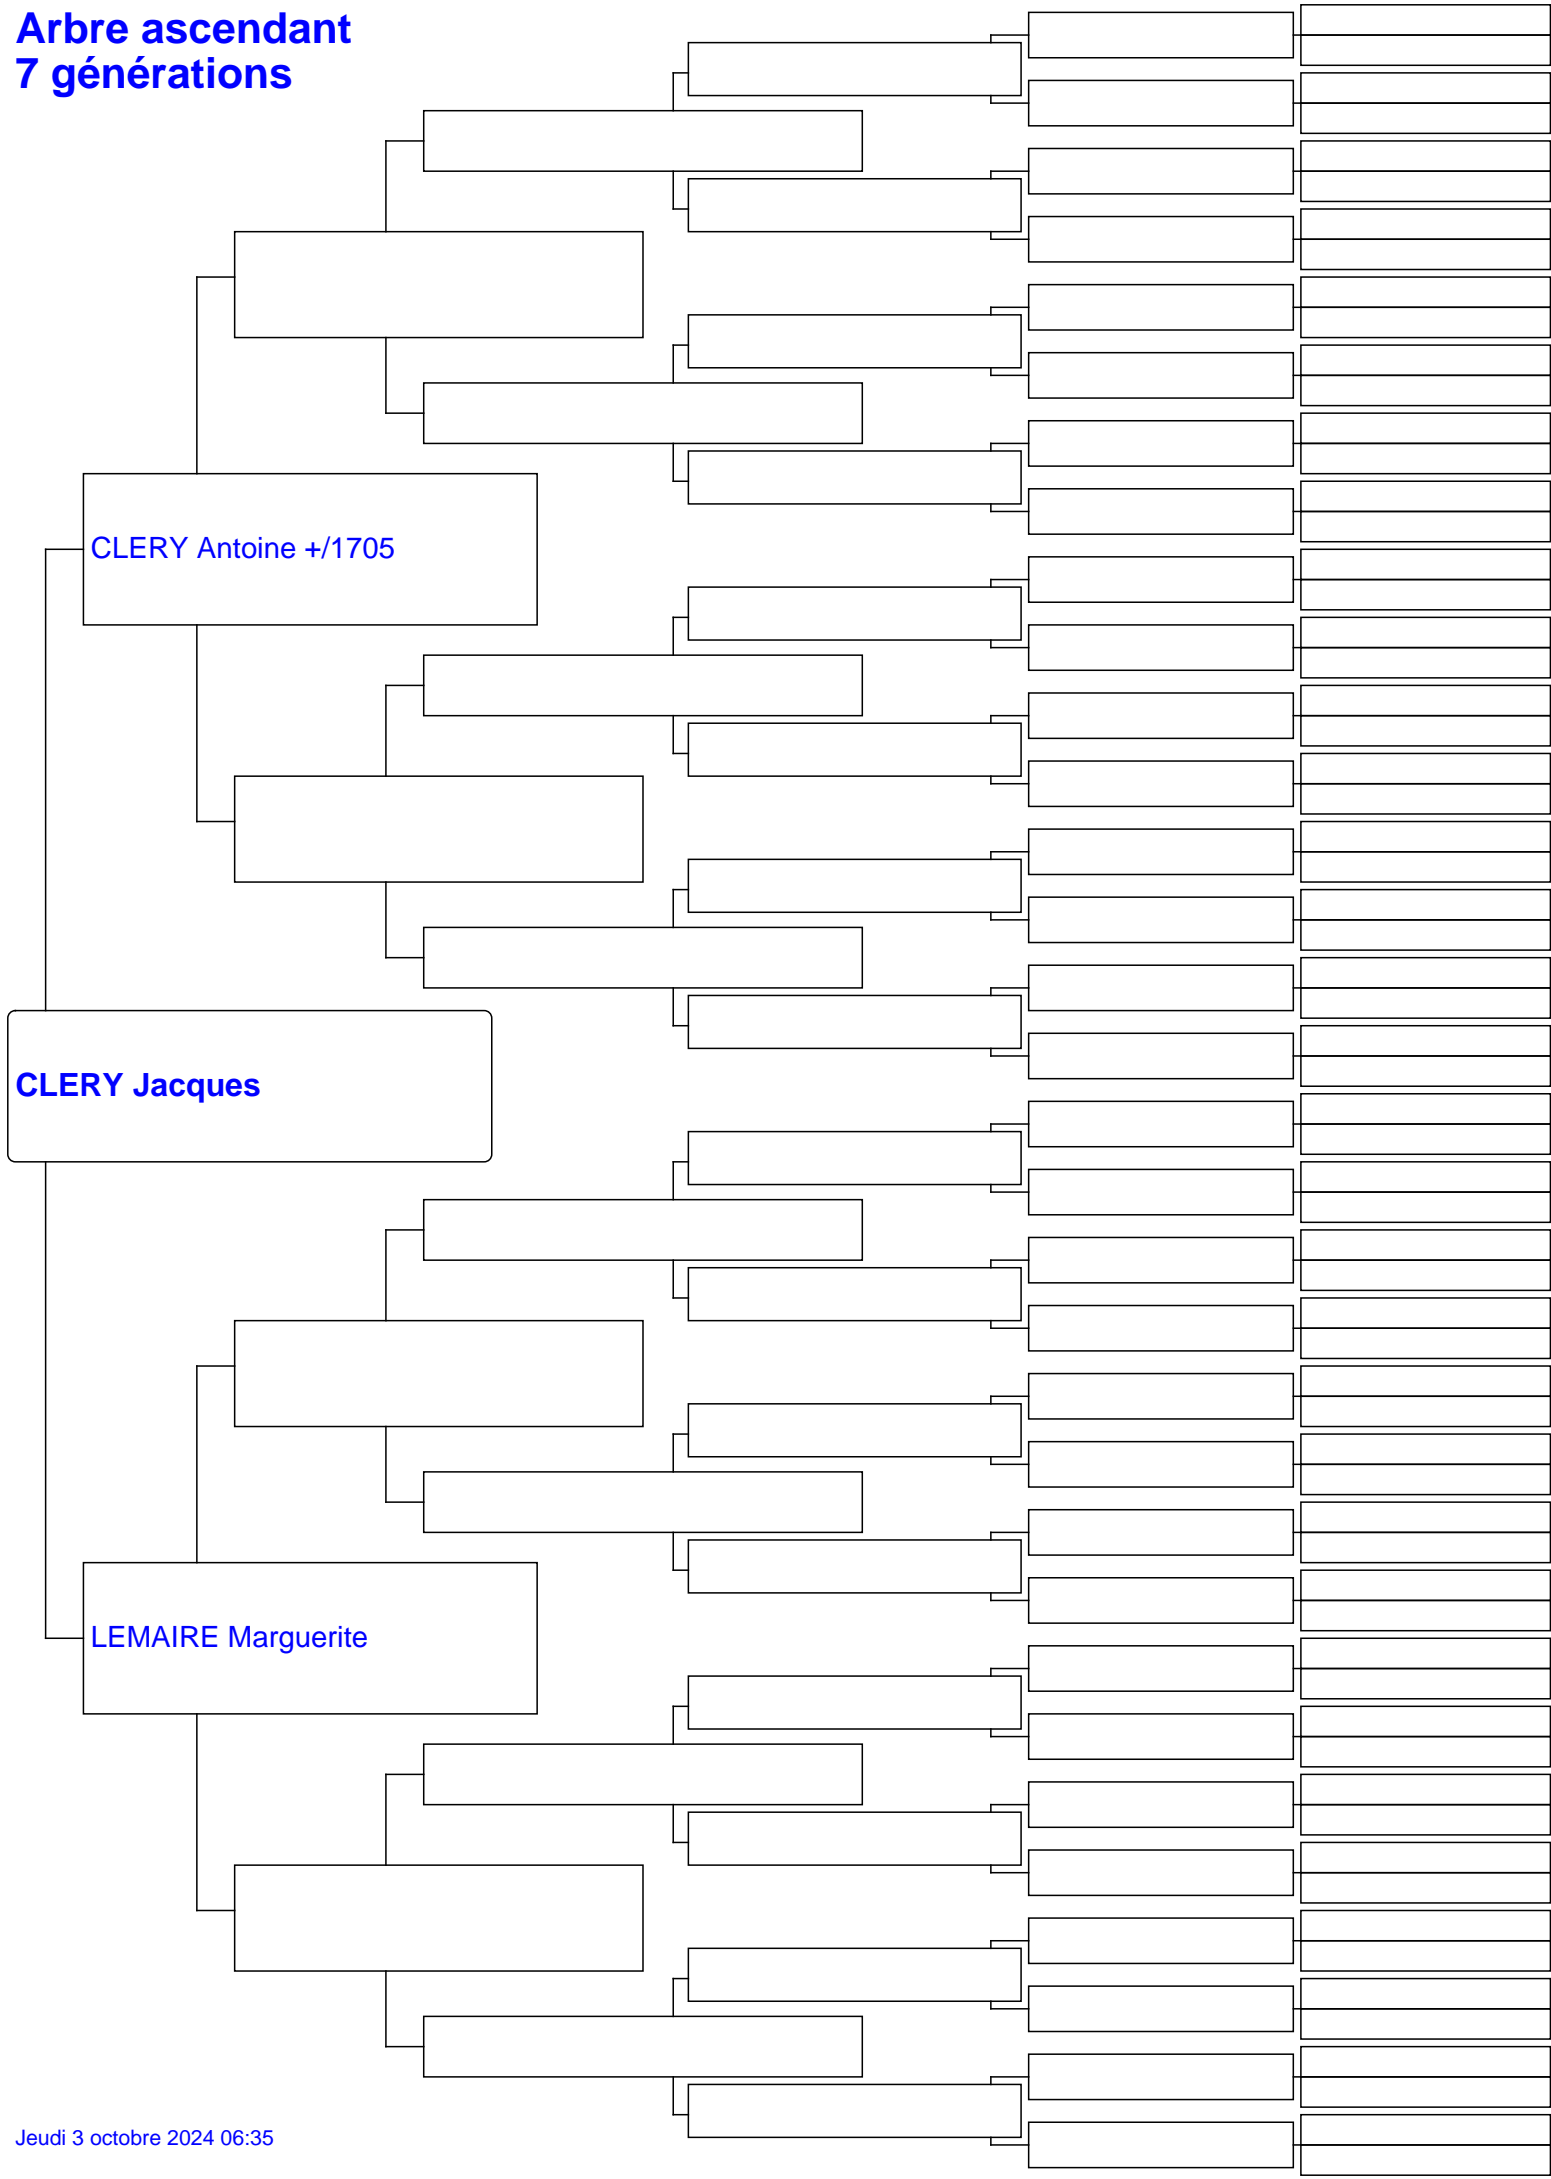 Arbre ascendant
7 générations
CLERY Antoine +/1705
CLERY Jacques
LEMAIRE Marguerite
Jeudi 3 octobre 2024 06:35